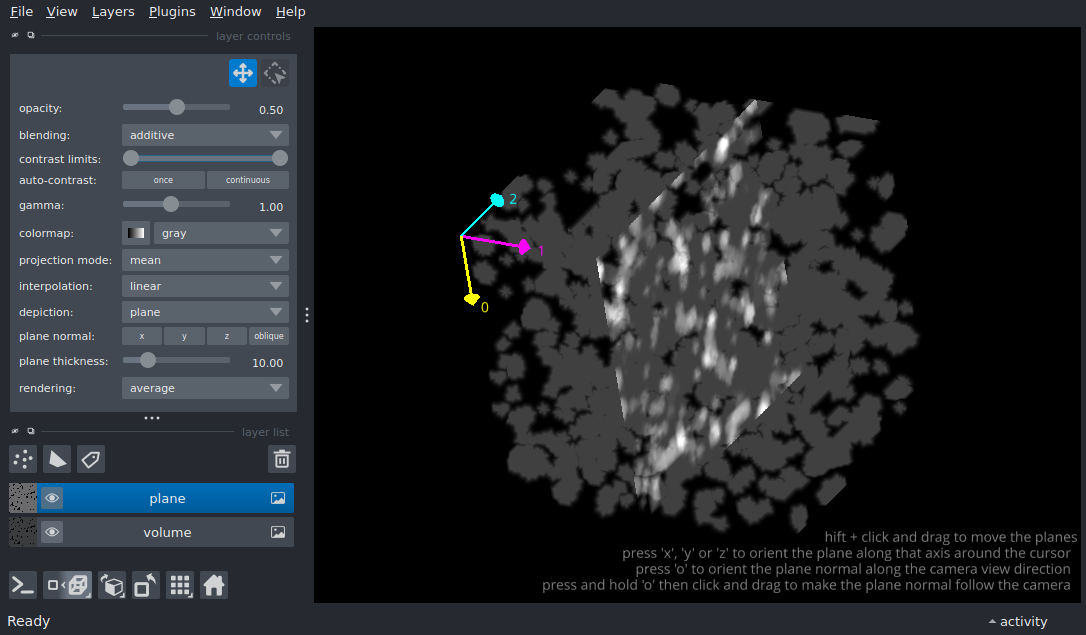 File View Layers Plugins Window Help
layer controls
opacity: 0.50
blending: additive
contrast limits:
auto-contrast: once continuous
gamma: 1.00
colormap: gray
projection mode: mean
interpolation: linear
depiction: plane
plane normal: x y z oblique
plane thickness: 10.00
rendering: average
layer list
plane
volume
2
1
0
hift + click and drag to move the planes
press 'x', 'y' or 'z' to orient the plane along that axis around the cursor
press 'o' to orient the plane normal along the camera view direction
press and hold 'o' then click and drag to make the plane normal follow the camera
Ready
activity